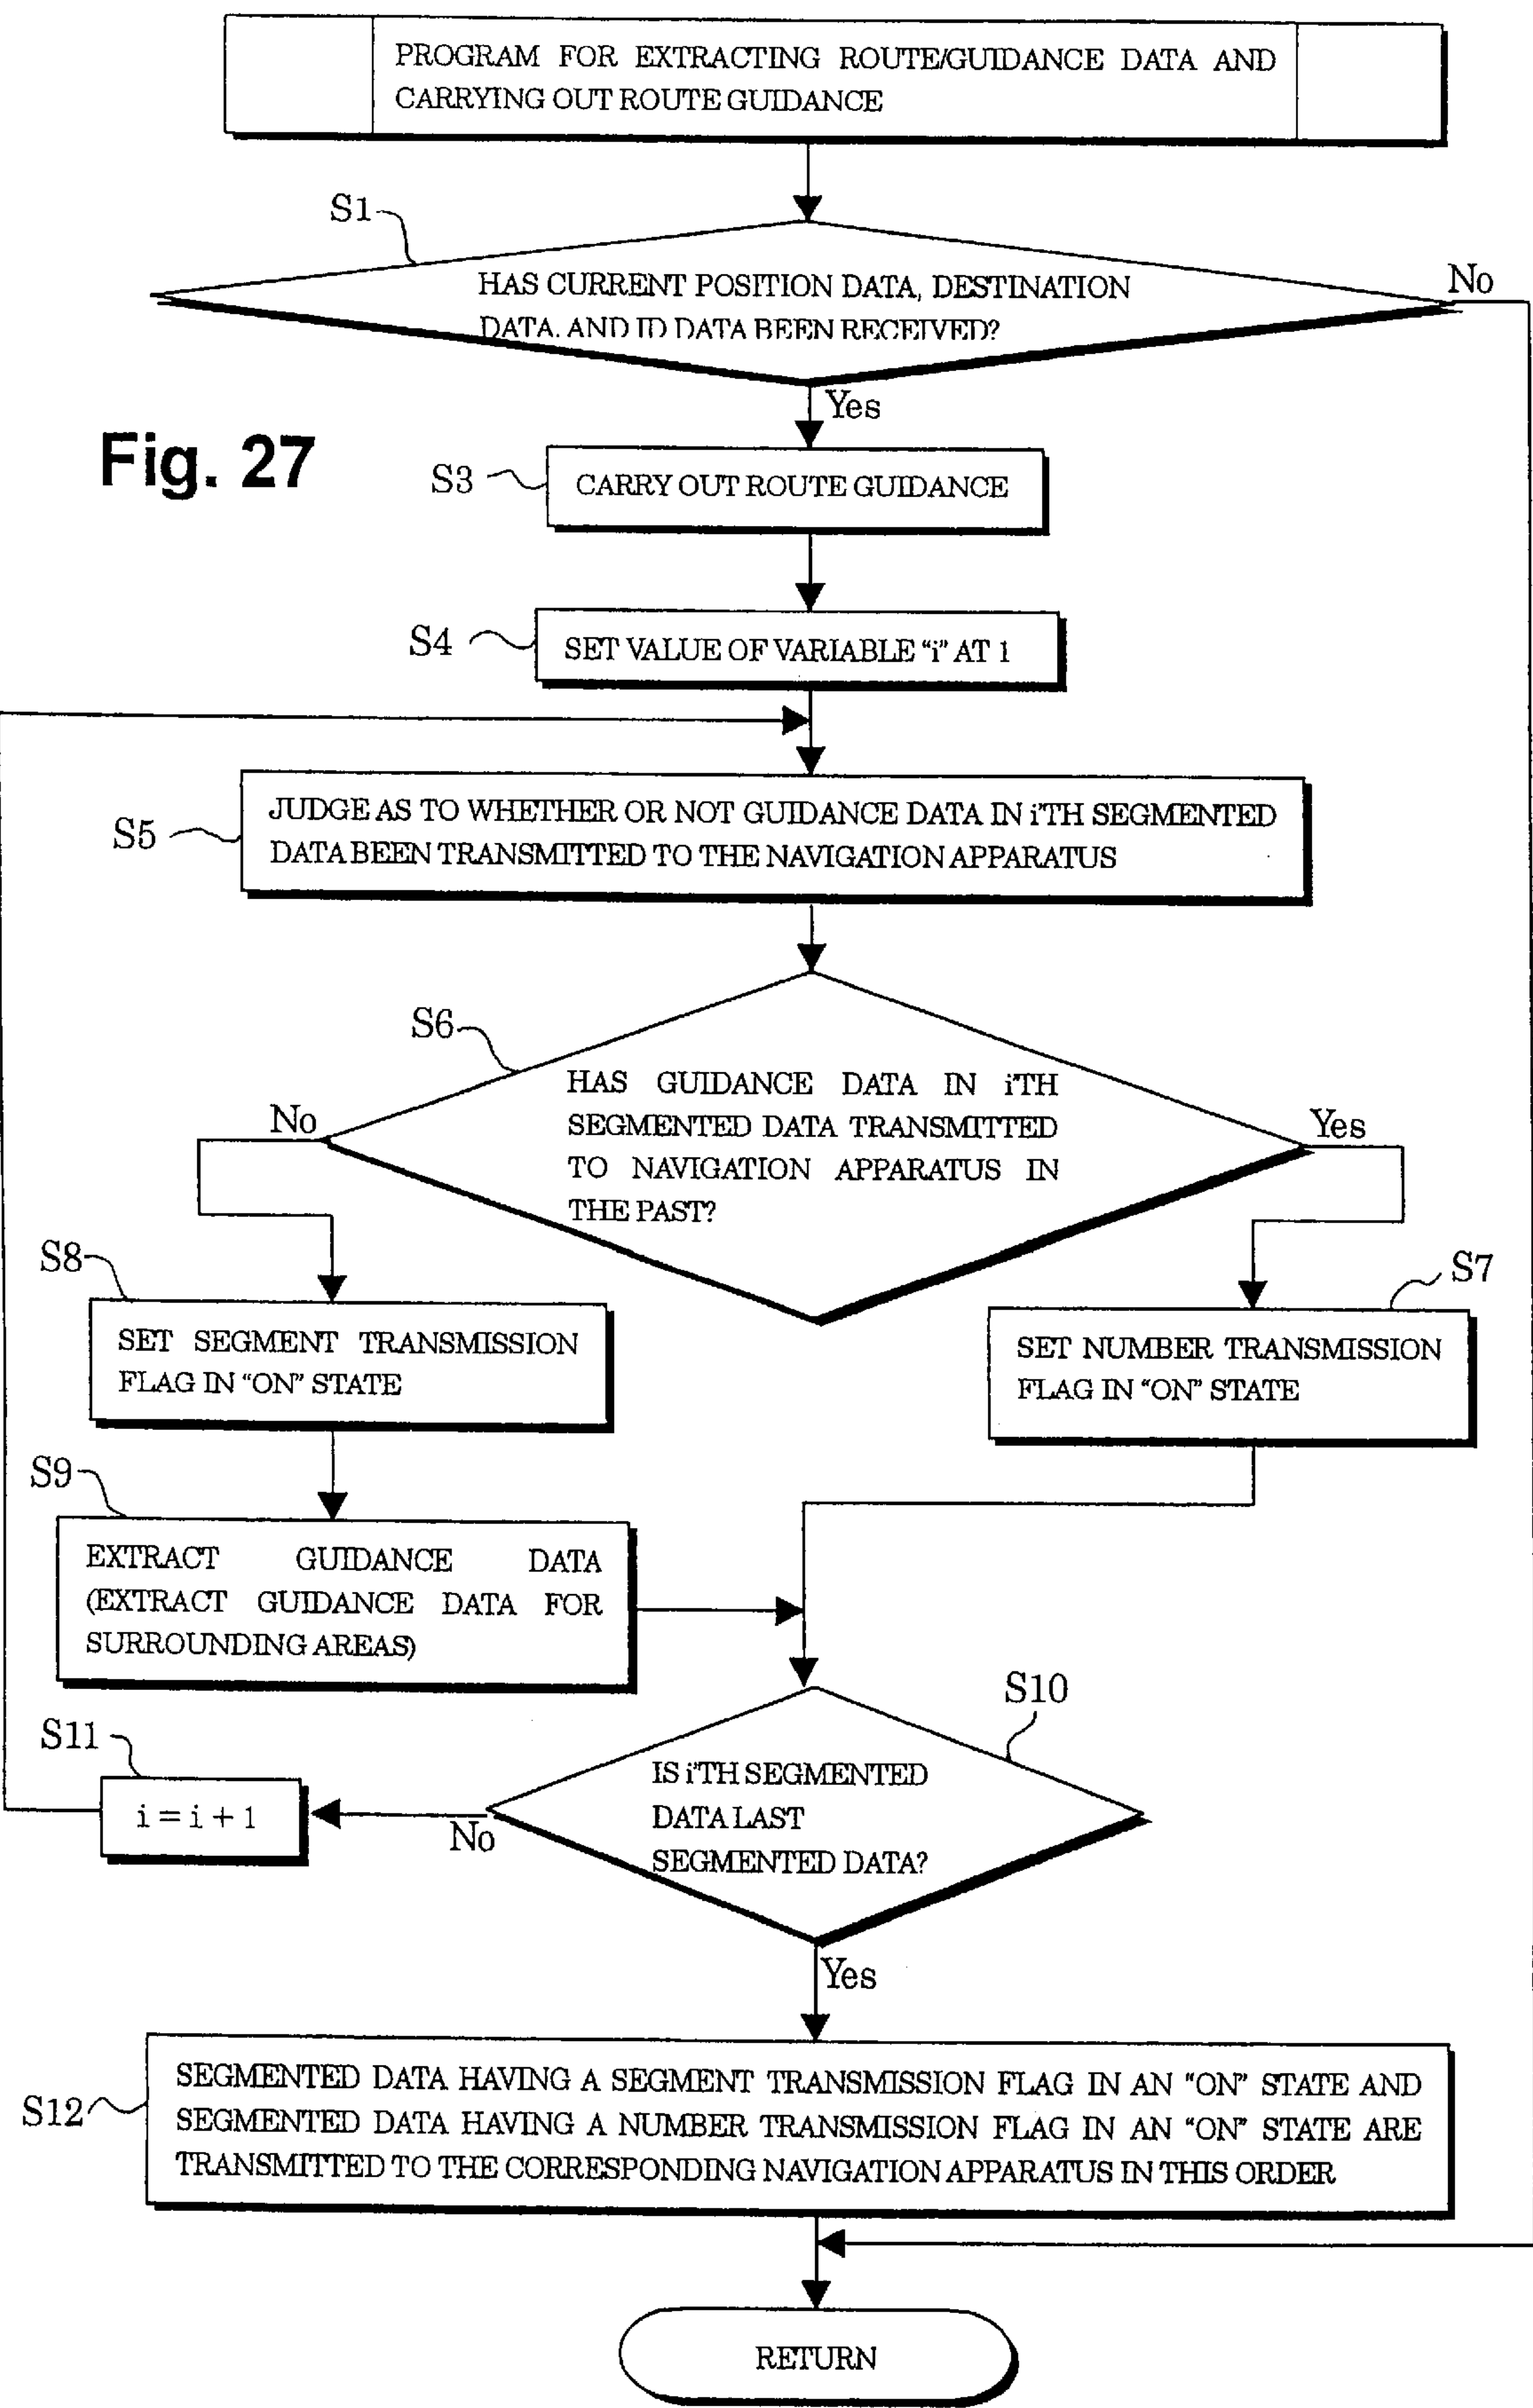 PROGRAM FOR EXTRACTING ROUTE/GUIDANCE DATA AND
CARRYING OUT ROUTE GUIDANCE
S1
HAS CURRENT POSITION DATA, DESTINATION
DATA, AND ID DATA BEEN RECEIVED?
No
Yes
Fig. 27
S3
CARRY OUT ROUTE GUIDANCE
S4
SET VALUE OF VARIABLE "i" AT 1
S5
JUDGE AS TO WHETHER OR NOT GUIDANCE DATA IN i'TH SEGMENTED
DATA BEEN TRANSMITTED TO THE NAVIGATION APPARATUS
S6
HAS GUIDANCE DATA IN i'TH
SEGMENTED DATA TRANSMITTED
TO NAVIGATION APPARATUS IN
THE PAST?
No
Yes
S8
SET SEGMENT TRANSMISSION
FLAG IN "ON" STATE
S7
SET NUMBER TRANSMISSION
FLAG IN "ON" STATE
S9
EXTRACT GUIDANCE DATA
(EXTRACT GUIDANCE DATA FOR
SURROUNDING AREAS)
S10
IS i'TH SEGMENTED
DATA LAST
SEGMENTED DATA?
S11
i = i + 1
No
Yes
S12
SEGMENTED DATA HAVING A SEGMENT TRANSMISSION FLAG IN AN "ON" STATE AND
SEGMENTED DATA HAVING A NUMBER TRANSMISSION FLAG IN AN "ON" STATE ARE
TRANSMITTED TO THE CORRESPONDING NAVIGATION APPARATUS IN THIS ORDER
RETURN